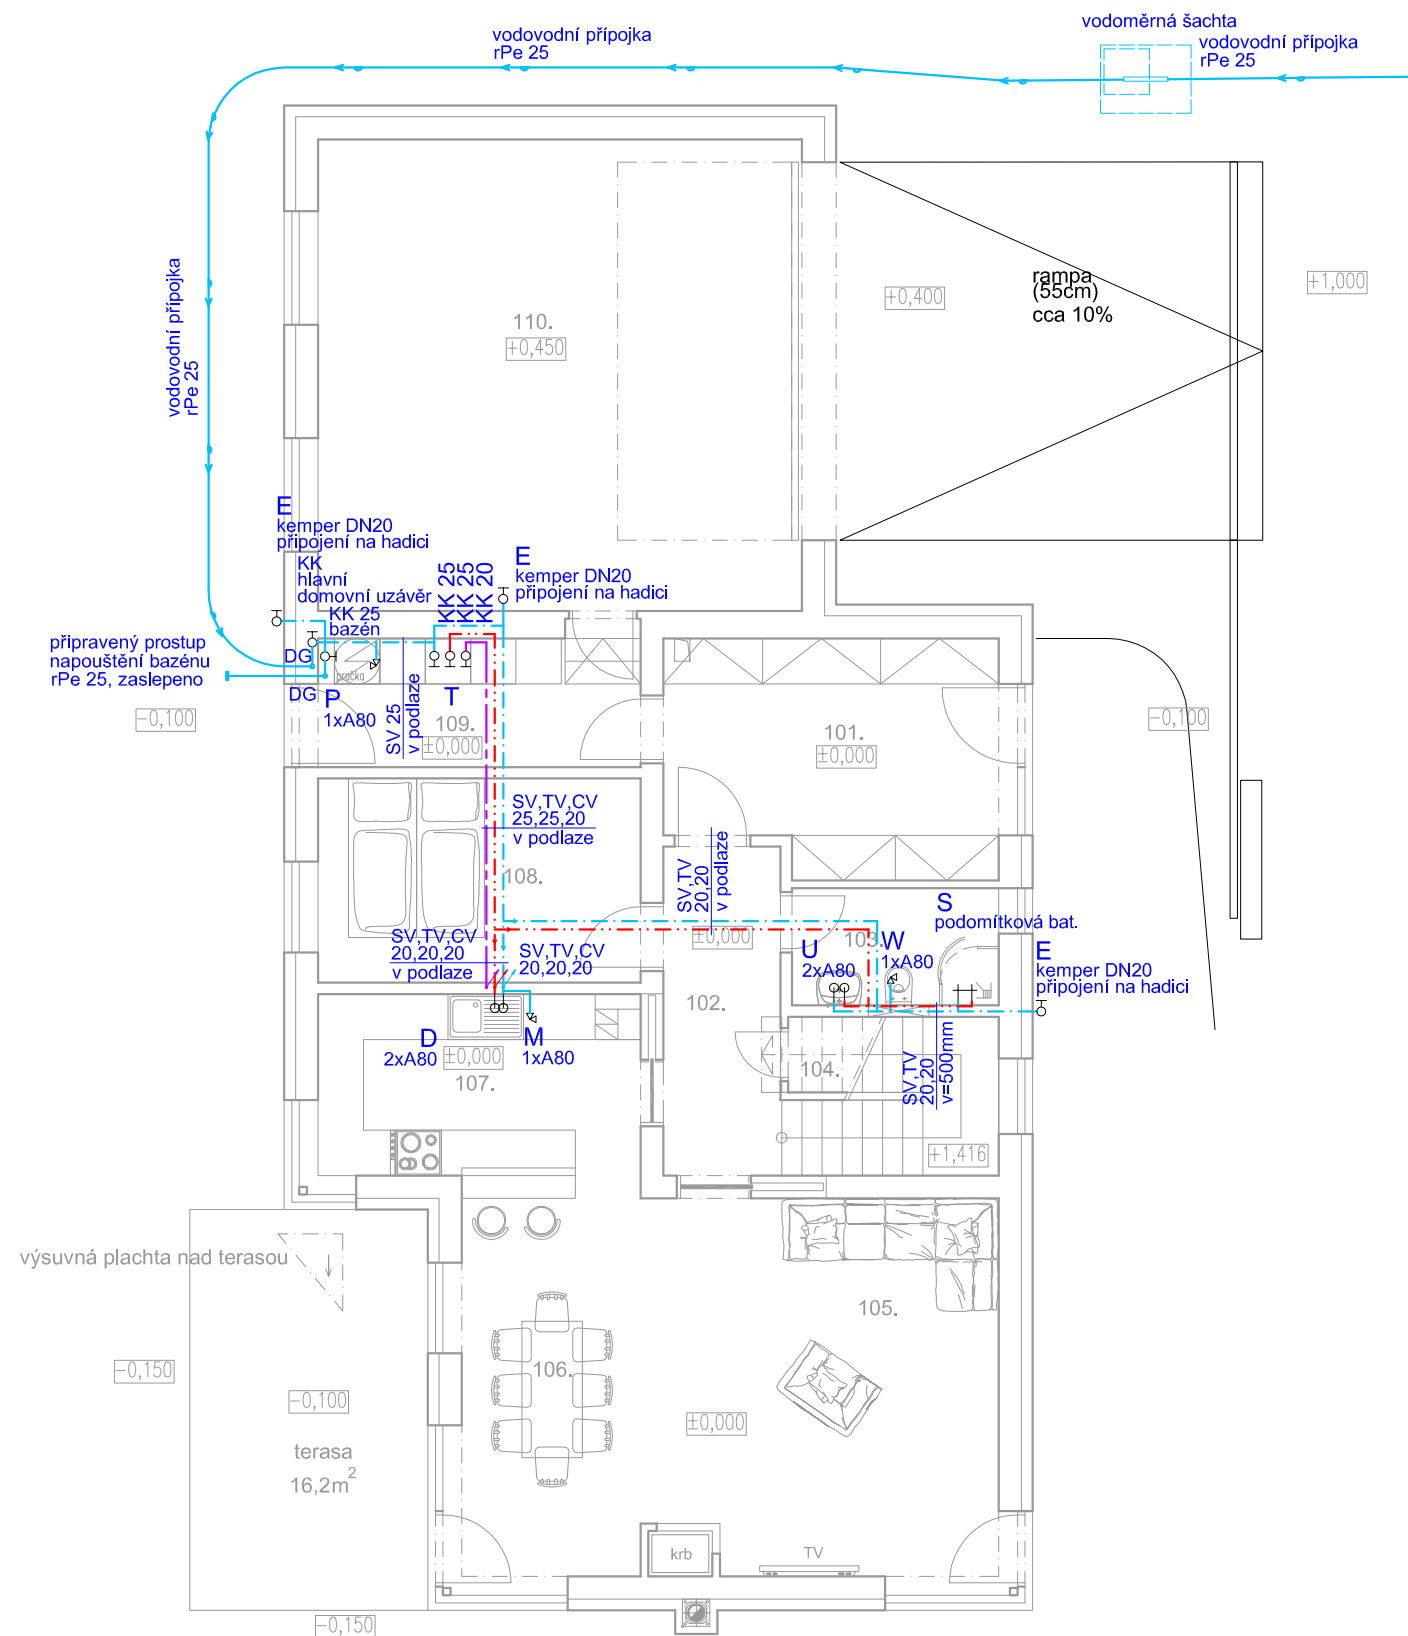 vodoměrná šachta
vodovodní přípojka
rPe 25
vodovodní přípojka
rPe 25
vodovodní přípojka
rPe 25
rampa
(55cm)
cca 10%
+1,000
+0,400
110.
+0,450
E
kemper DN20
připojení na hadici
KK
hlavní
domovní uzávěr
KK 25
bazén
KK 25
KK 25
KK 20
E
kemper DN20
připojení na hadici
připravený prostup
napouštění bazénu
rPe 25, zaslepeno
DG
DG
pračka
P
1xA80
SV 25
v podlaze
T
109.
±0,000
-0,100
-0,100
101.
±0,000
SV,TV,CV
25,25,20
v podlaze
108.
SV,TV
20,20
v podlaze
±0,000
S
podomítková bat.
103.
U
2xA80
W
1xA80
E
kemper DN20
připojení na hadici
SV,TV,CV
20,20,20
v podlaze
SV,TV,CV
20,20,20
102.
D
2xA80
±0,000
M
1xA80
107.
104.
SV,TV
20,20
v=500mm
+1,416
výsuvná plachta nad terasou
105.
106.
-0,150
-0,100
±0,000
terasa
16,2m2
krb
TV
-0,150